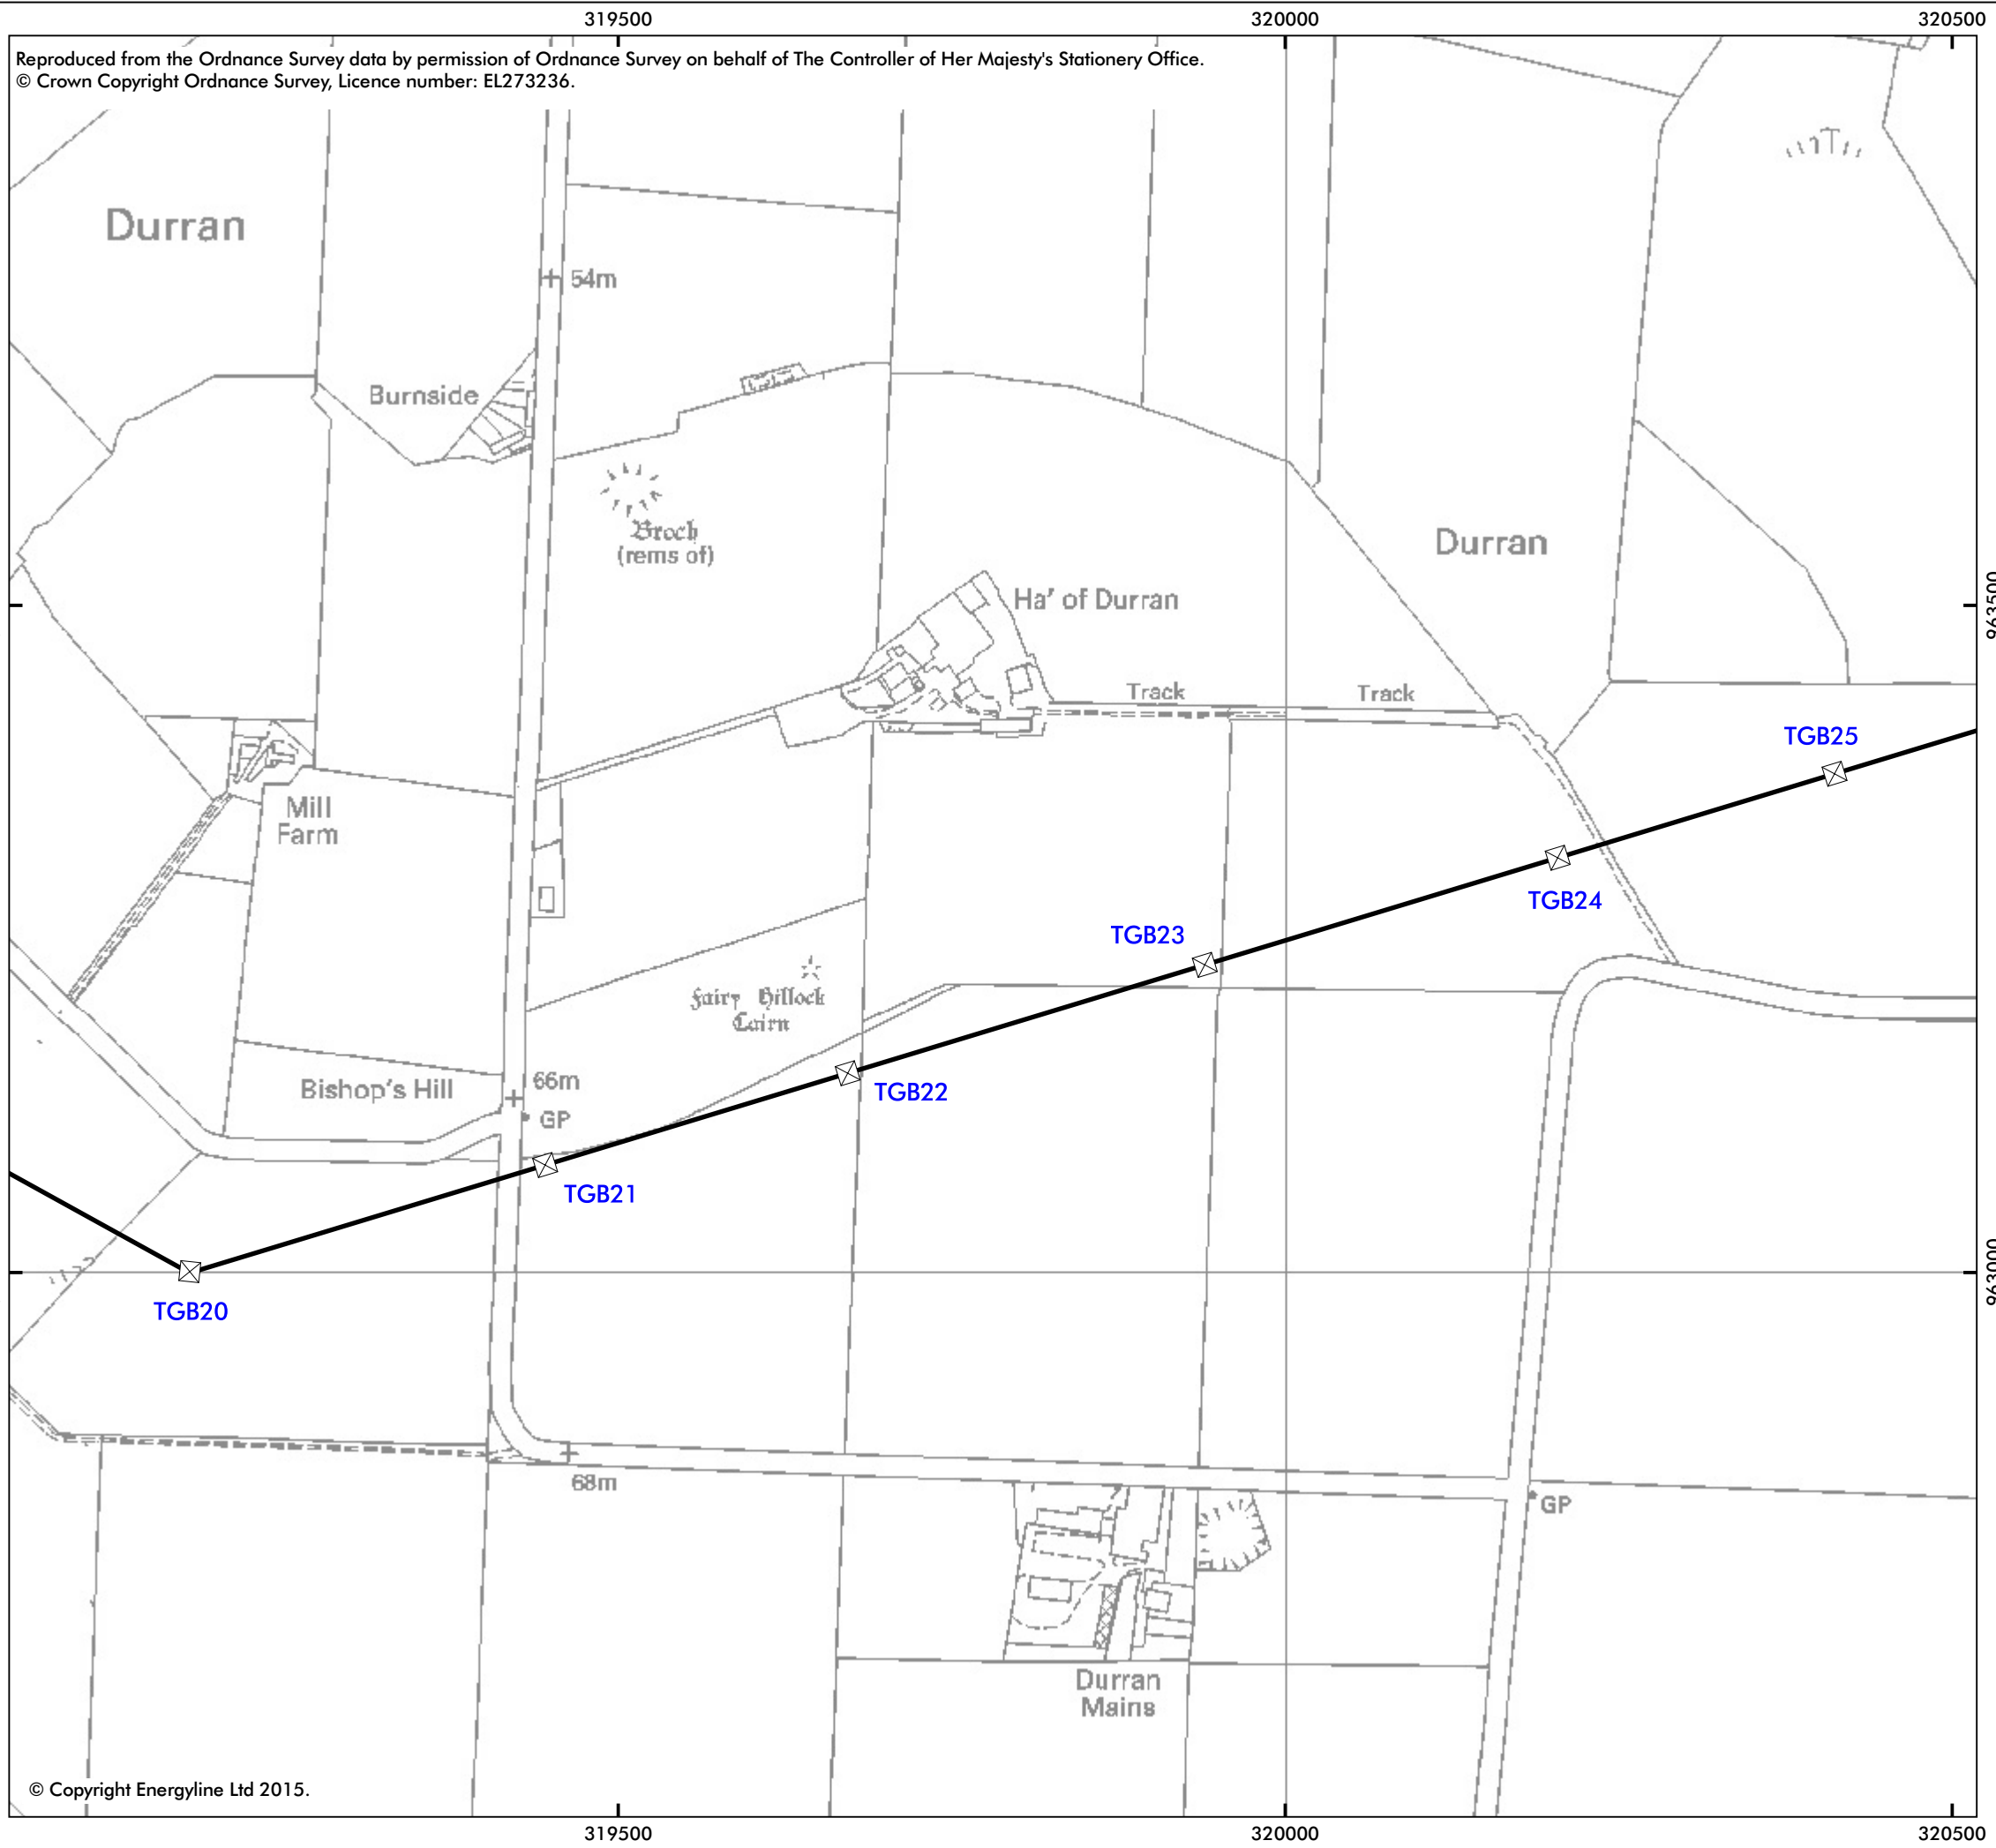 319500
320000
320500
Reproduced from the Ordnance Survey data by permission of Ordnance Survey on behalf of The Controller of Her Majesty's Stationery Office.
© Crown Copyright Ordnance Survey, Licence number: EL273236.
Durran
54m
Burnside
Broch
(rems of)
Durran
Ha' of Durran
963500
Track
Track
TGB25
Mill
Farm
TGB24
TGB23
Fairy Hillock
Cairn
66m
Bishop's Hill
TGB22
GP
TGB21
963000
TGB20
68m
GP
Durran
Mains
© Copyright Energyline Ltd 2015.
319500
320000
320500